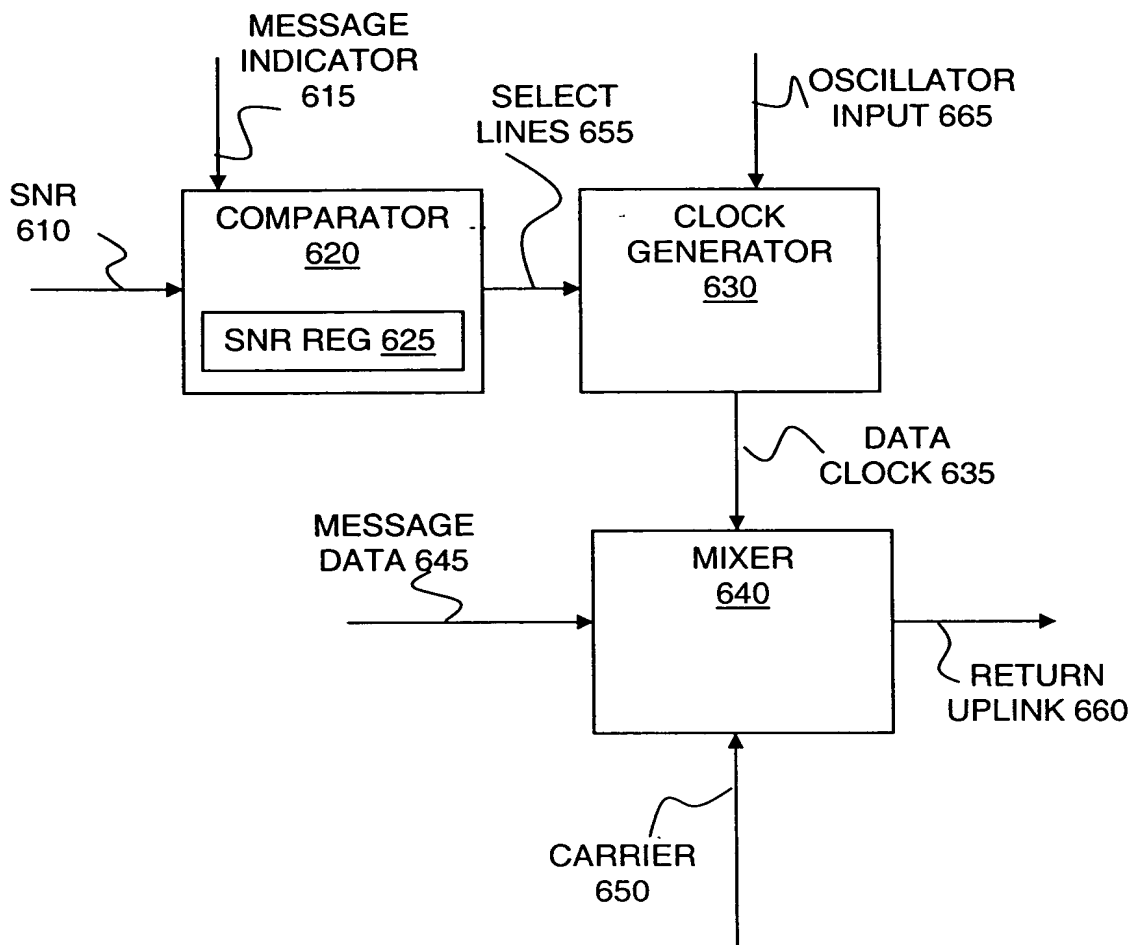 MESSAGE
INDICATOR
615
SELECT
LINES 655
OSCILLATOR
INPUT 665
SNR
610
COMPARATOR
620
SNR REG 625
CLOCK
GENERATOR
630
DATA
CLOCK 635
MESSAGE
DATA 645
MIXER
640
RETURN
UPLINK 660
CARRIER
650